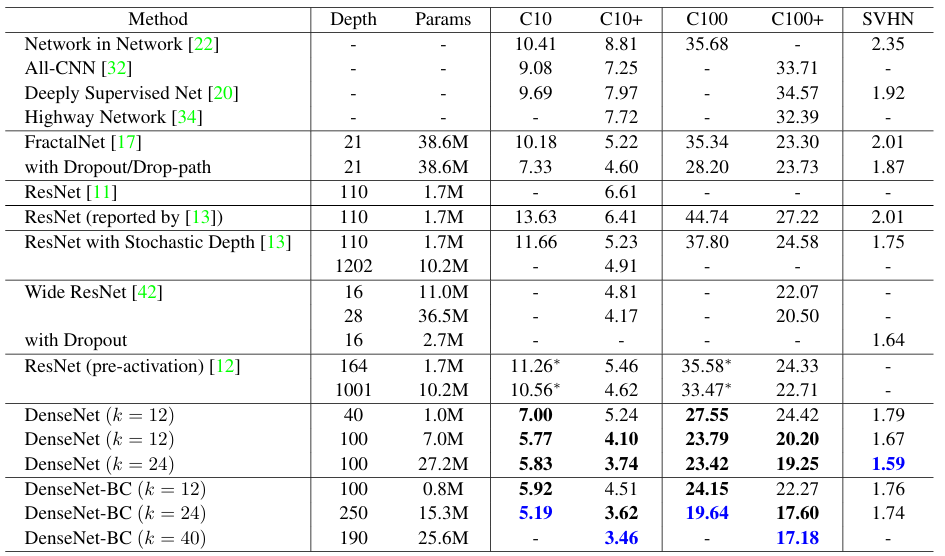 Method Depth Params C10 C10+ C100 C100+ SVHN
Network in Network [22] - - 10.41 8.81 35.68 - 2.35
All-CNN [32] - - 9.08 7.25 - 33.71 -
Deeply Supervised Net [20] - - 9.69 7.97 - 34.57 1.92
Highway Network [34] - - - 7.72 - 32.39 -
FractalNet [17] 21 38.6M 10.18 5.22 35.34 23.30 2.01
with Dropout/Drop-path 21 38.6M 7.33 4.60 28.20 23.73 1.87
ResNet [11] 110 1.7M - 6.61 - - -
ResNet (reported by [13]) 110 1.7M 13.63 6.41 44.74 27.22 2.01
ResNet with Stochastic Depth [13] 110 1.7M 11.66 5.23 37.80 24.58 1.75
1202 10.2M - 4.91 - - -
Wide ResNet [42] 16 11.0M - 4.81 - 22.07 -
28 36.5M - 4.17 - 20.50 -
with Dropout 16 2.7M - - - - 1.64
ResNet (pre-activation) [12] 164 1.7M 11.26* 5.46 35.58* 24.33 -
1001 10.2M 10.56* 4.62 33.47* 22.71 -
DenseNet (k = 12) 40 1.0M 7.00 5.24 27.55 24.42 1.79
DenseNet (k = 12) 100 7.0M 5.77 4.10 23.79 20.20 1.67
DenseNet (k = 24) 100 27.2M 5.83 3.74 23.42 19.25 1.59
DenseNet-BC (k = 12) 100 0.8M 5.92 4.51 24.15 22.27 1.76
DenseNet-BC (k = 24) 250 15.3M 5.19 3.62 19.64 17.60 1.74
DenseNet-BC (k = 40) 190 25.6M - 3.46 - 17.18 -